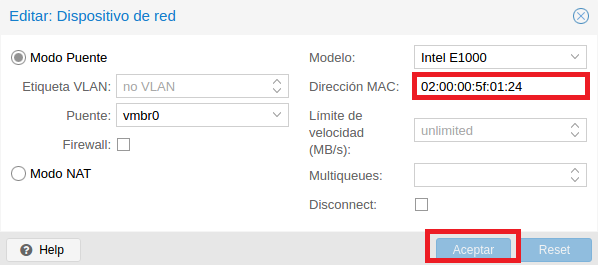 Editar: Dispositivo de red
Modo Puente
Etiqueta VLAN: no VLAN
Puente: vmbr0
Firewall:
Modo NAT
Modelo: Intel E1000
Dirección MAC: 02:00:00:5f:01:24
Límite de
velocidad
(MB/s): unlimited
Multiqueues:
Disconnect:
Help
Aceptar
Reset